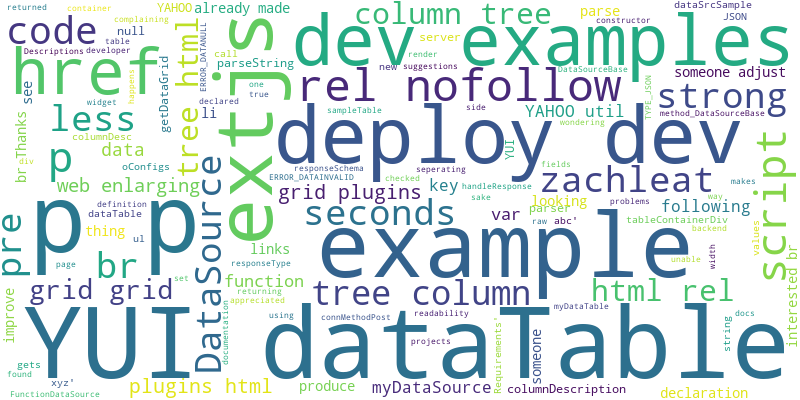 returned container YAHOO already made column tree parse dataSrcSample JSON
complaining
code null dev examples server constructor
Descriptions developer
table ERROR_DATANULL call parseString render new suggestions DataSourceBase
href extjs tree html one true rel nofollow TYPE_JSON someone adjust
see getDataGrid widget happens
less declared li sampleTable side YAHOO util strong method_DataSourceBase
br Thanks columnDesc
p data oConfigs deploy dev YUI wondering
div
web enlarging DataSource responseSchema seperating checked zachleat script
ERROR_DATAINVALID fields
pre definition dataTable grid plugins key handleResponse looking following
thing ul p p seconds var parser raw abc' sake problems tableContainerDiv way makes
br links example backend
page function unable values interested br
improve grid grid set responseType tree column width html rel
documentation returning appreciated
YUI using connMethodPost readability dataTable myDataTable string docs
gets projects Requirements' someone
found xyz'
FunctionDataSource plugins html produce myDataSource columnDescription declaration